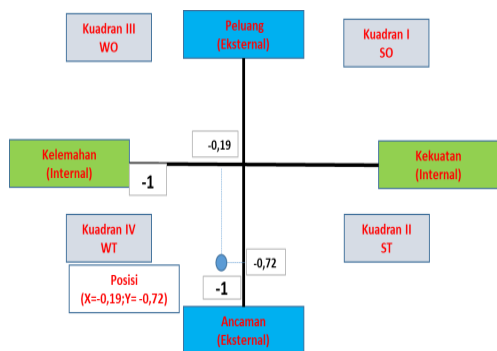 Kuadran III
WO
Peluang
(Eksternal)
Kuadran I
SO
-0,19
Kelemahan
(Internal)
-1
Kekuatan
(Internal)
Kuadran IV
WT
Kuadran II
ST
-0,72
Posisi
(X=-0,19;Y= -0,72)
-1
Ancaman
(Eksternal)